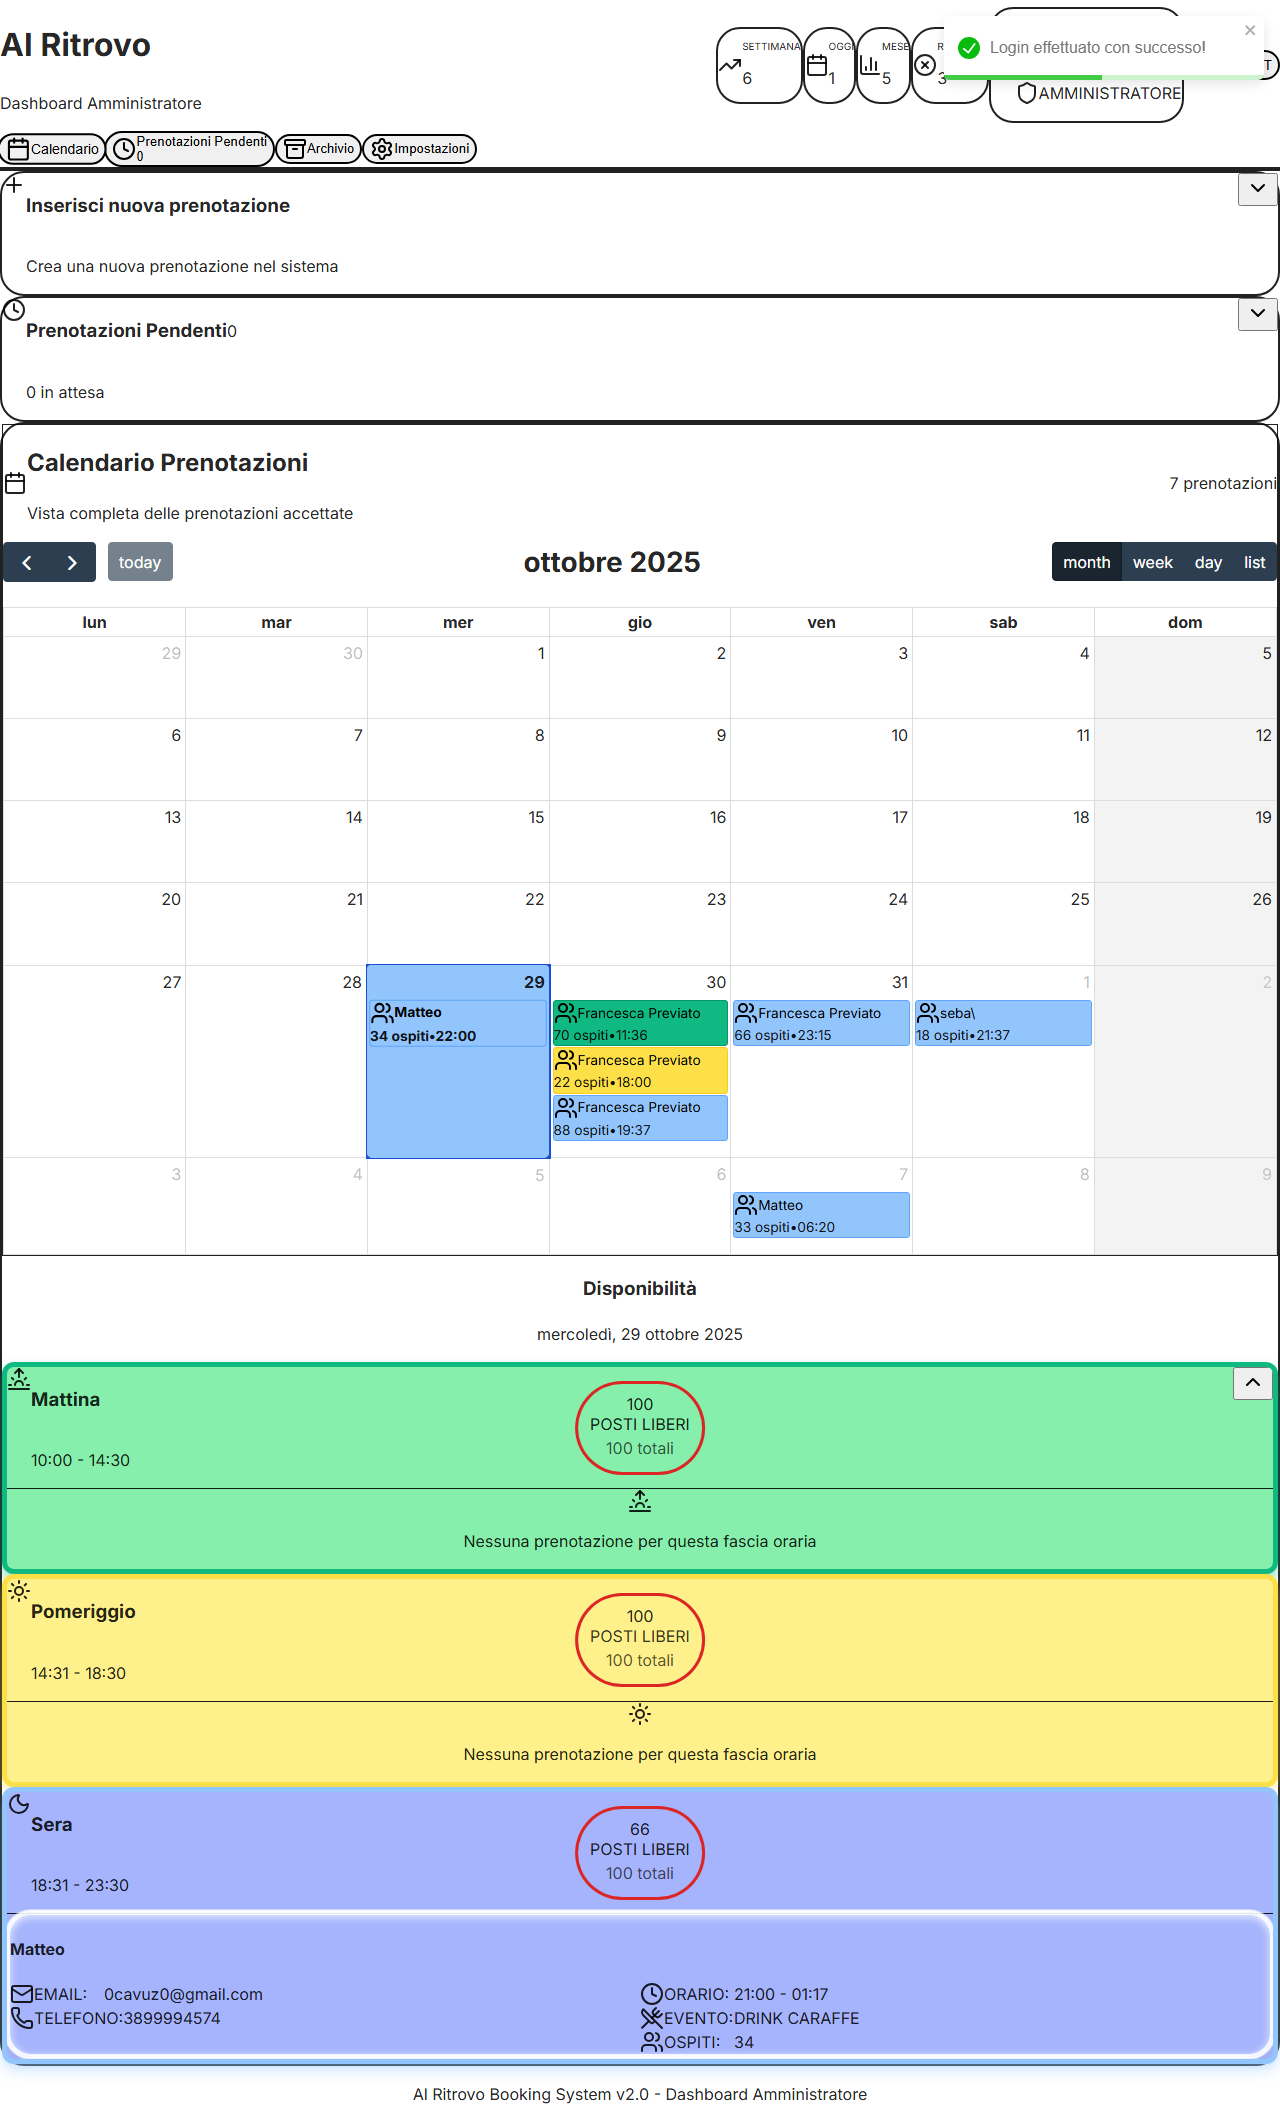 Al Ritrovo
Dashboard Amministratore
SETTIMANA
6
OGGI
1
MESE
5
R
3
Login effettuato con successo!
AMMINISTRATORE
T
Calendario
Prenotazioni Pendenti
0
Archivio
Impostazioni
Inserisci nuova prenotazione
Crea una nuova prenotazione nel sistema
Prenotazioni Pendenti0
0 in attesa
Calendario Prenotazioni
Vista completa delle prenotazioni accettate
7 prenotazioni
today
ottobre 2025
month week day list
lun mar mer gio ven sab dom
29 30 1 2 3 4 5
6 7 8 9 10 11 12
13 14 15 16 17 18 19
20 21 22 23 24 25 26
27 28 29 30 31 1 2
Matteo
34 ospiti•22:00
Francesca Previato
70 ospiti•11:36
Francesca Previato
22 ospiti•18:00
Francesca Previato
88 ospiti•19:37
Francesca Previato
66 ospiti•23:15
seba\
18 ospiti•21:37
3 4 5 6 7 8 9
Matteo
33 ospiti•06:20
Disponibilità
mercoledì, 29 ottobre 2025
Mattina
10:00 - 14:30
100
POSTI LIBERI
100 totali
Nessuna prenotazione per questa fascia oraria
Pomeriggio
14:31 - 18:30
100
POSTI LIBERI
100 totali
Nessuna prenotazione per questa fascia oraria
Sera
18:31 - 23:30
66
POSTI LIBERI
100 totali
Matteo
EMAIL: 0cavuz0@gmail.com
TELEFONO:3899994574
ORARIO: 21:00 - 01:17
EVENTO:DRINK CARAFFE
OSPITI: 34
Al Ritrovo Booking System v2.0 - Dashboard Amministratore